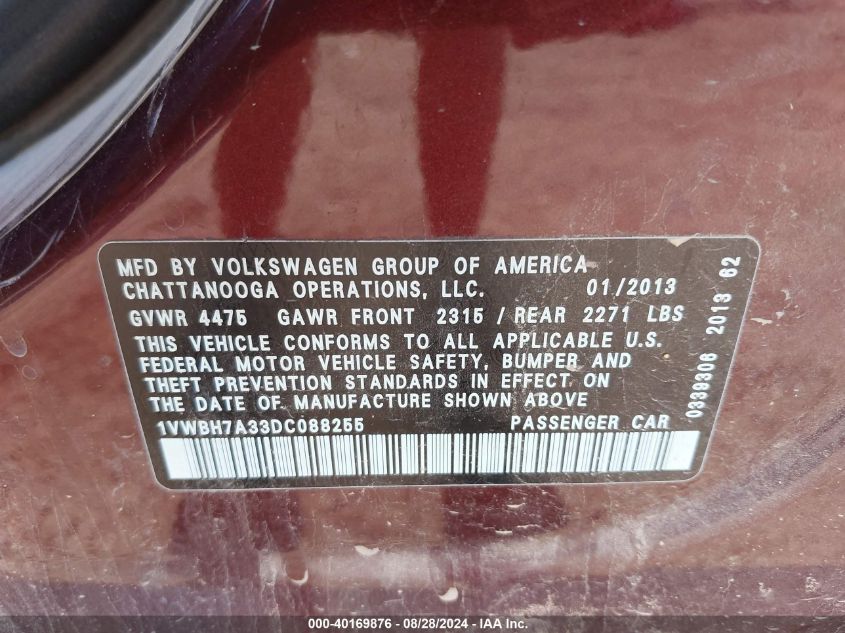 MFD BY VOLKSWAGEN GROUP OF AMERICA
CHATTANOOGA OPERATIONS, LLC. 01/2013
GVWR 4475 GAWR FRONT 2315 / REAR 2271 LBS
THIS VEHICLE CONFORMS TO ALL APPLICABLE U.S.
FEDERAL MOTOR VEHICLE SAFETY, BUMPER AND
THEFT PREVENTION STANDARDS IN EFFECT ON
THE DATE OF MANUFACTURE SHOWN ABOVE
1VWBH7A33DC088255 PASSENGER CAR
0339306 2013 62
000-40169876 - 08/28/2024 - IAA Inc.